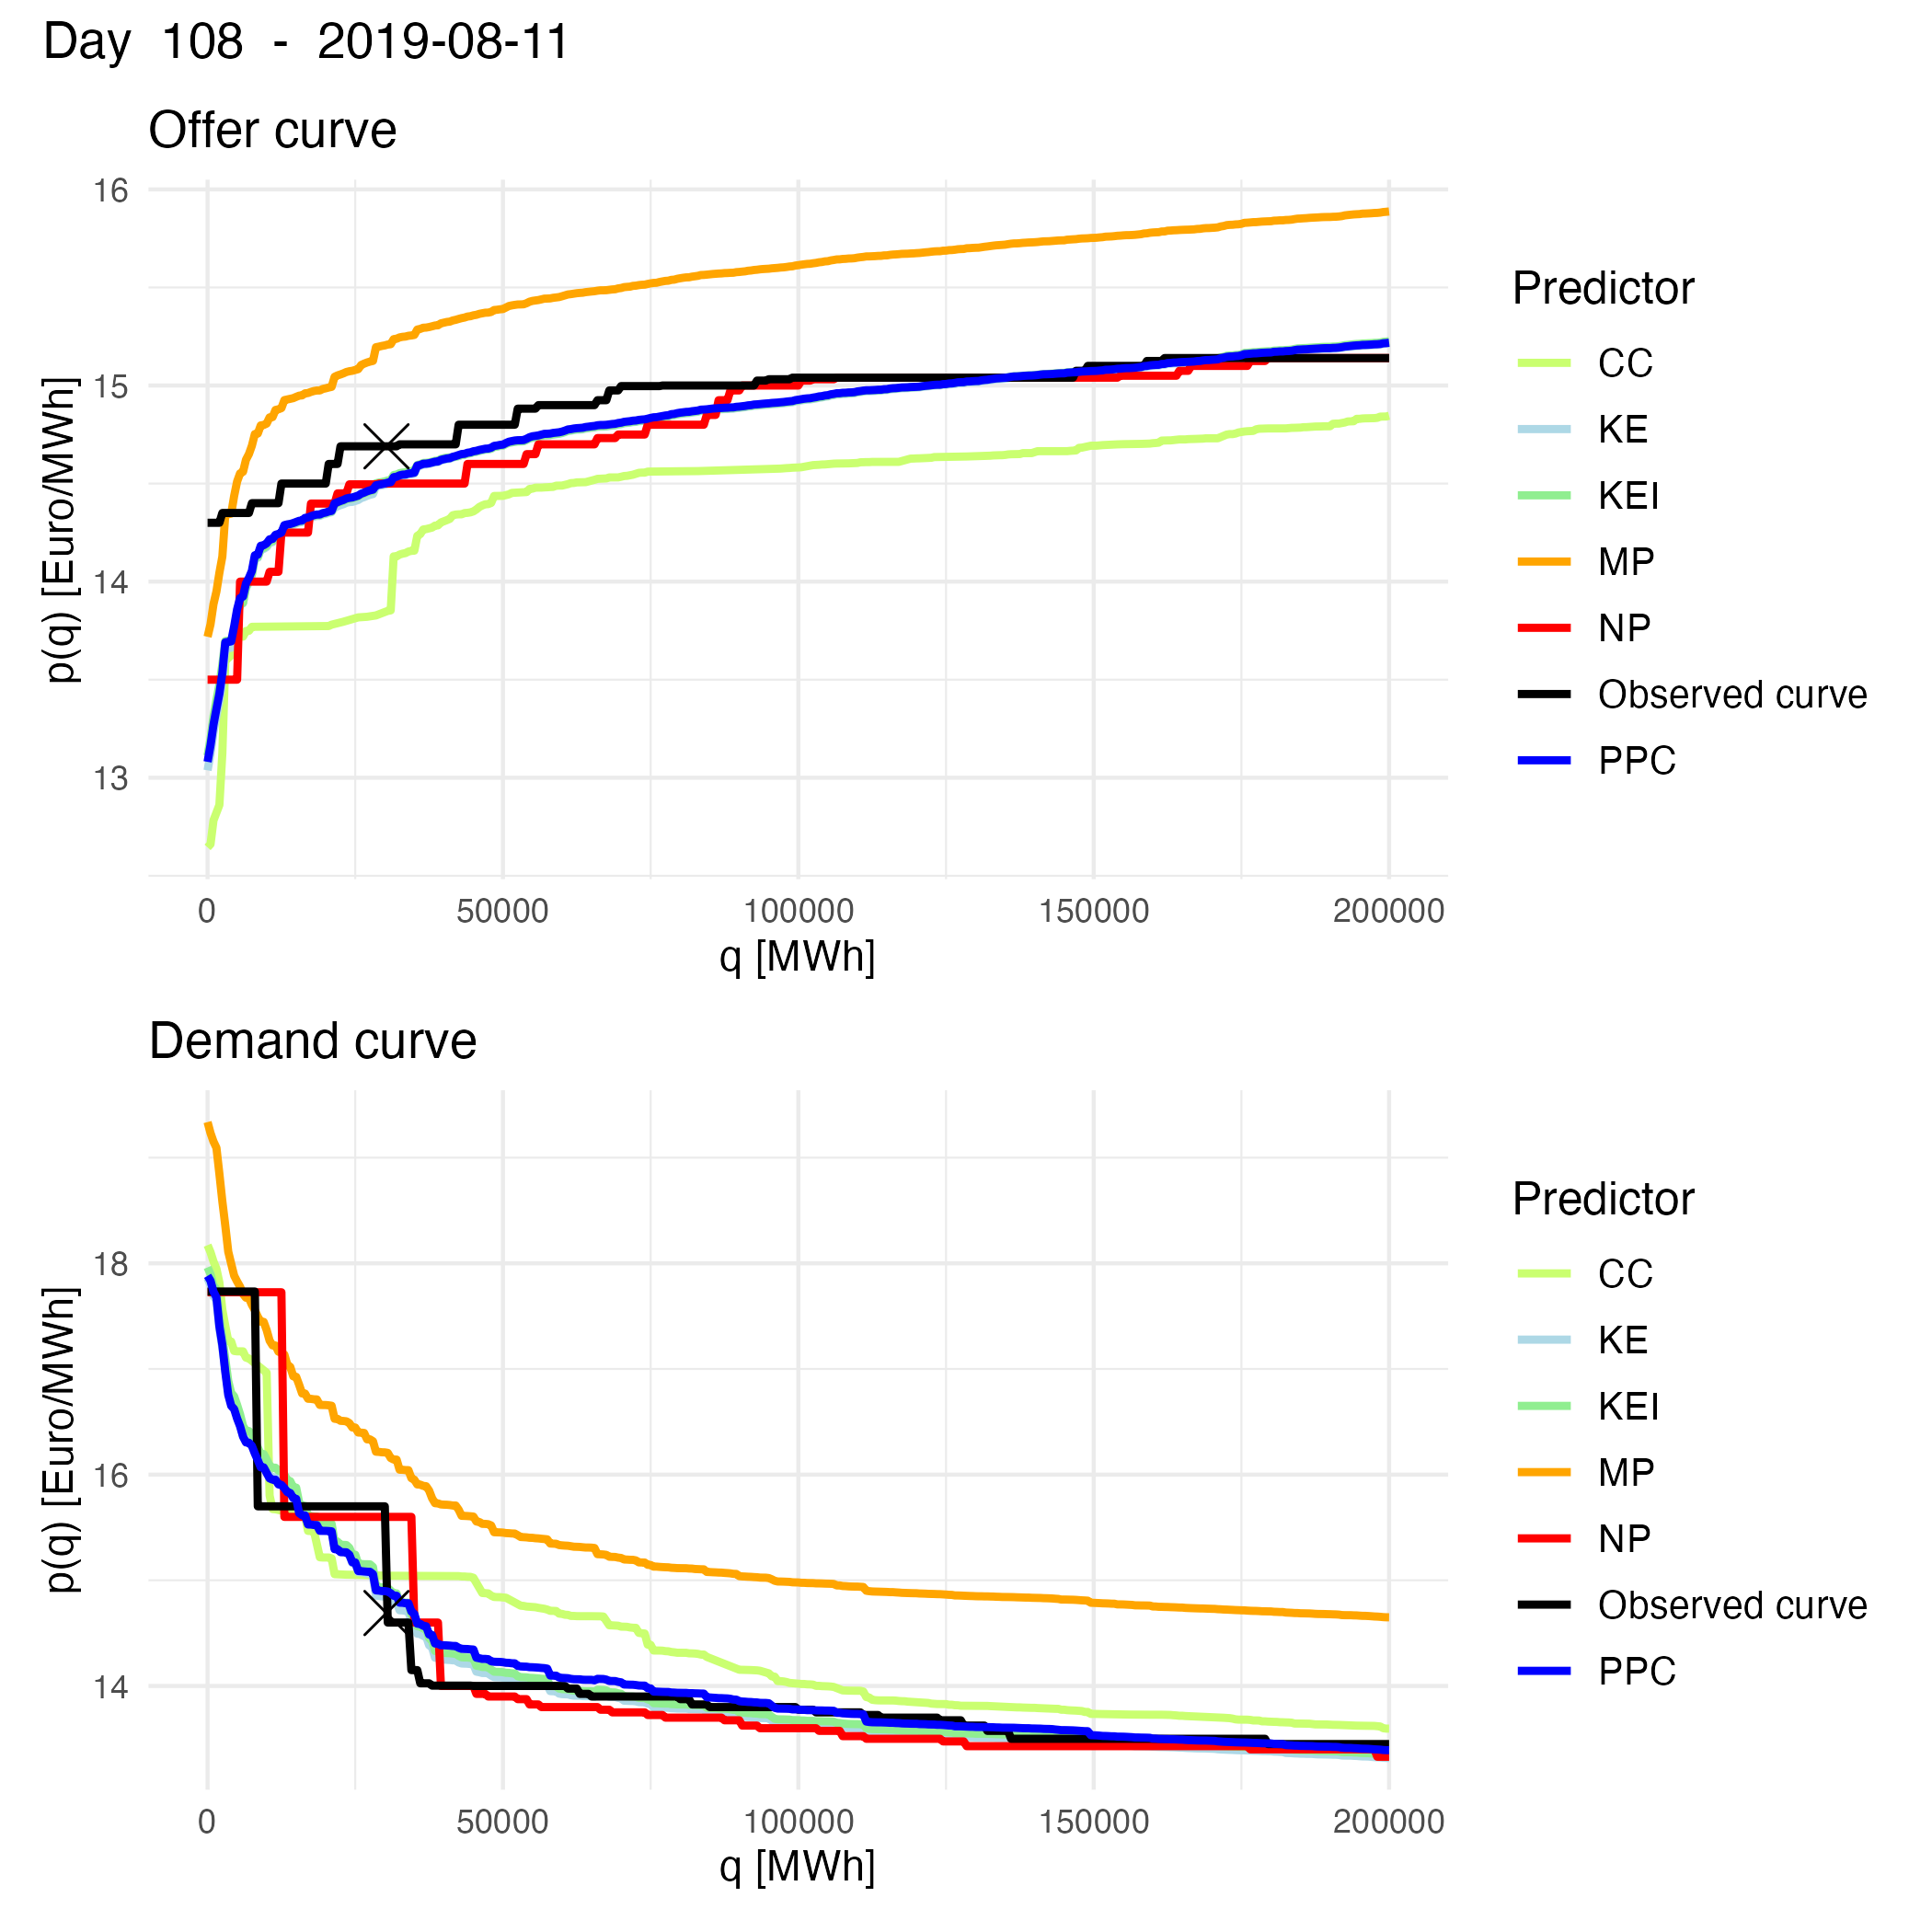 Day 108 - 2019-08-11
Offer curve
16
15
14
13
p(q) [Euro/MWh]
0 50000 100000 150000 200000
q [MWh]
Predictor
CC
KE
KEI
MP
NP
Observed curve
PPC
Demand curve
18
16
14
p(q) [Euro/MWh]
0 50000 100000 150000 200000
q [MWh]
Predictor
CC
KE
KEI
MP
NP
Observed curve
PPC